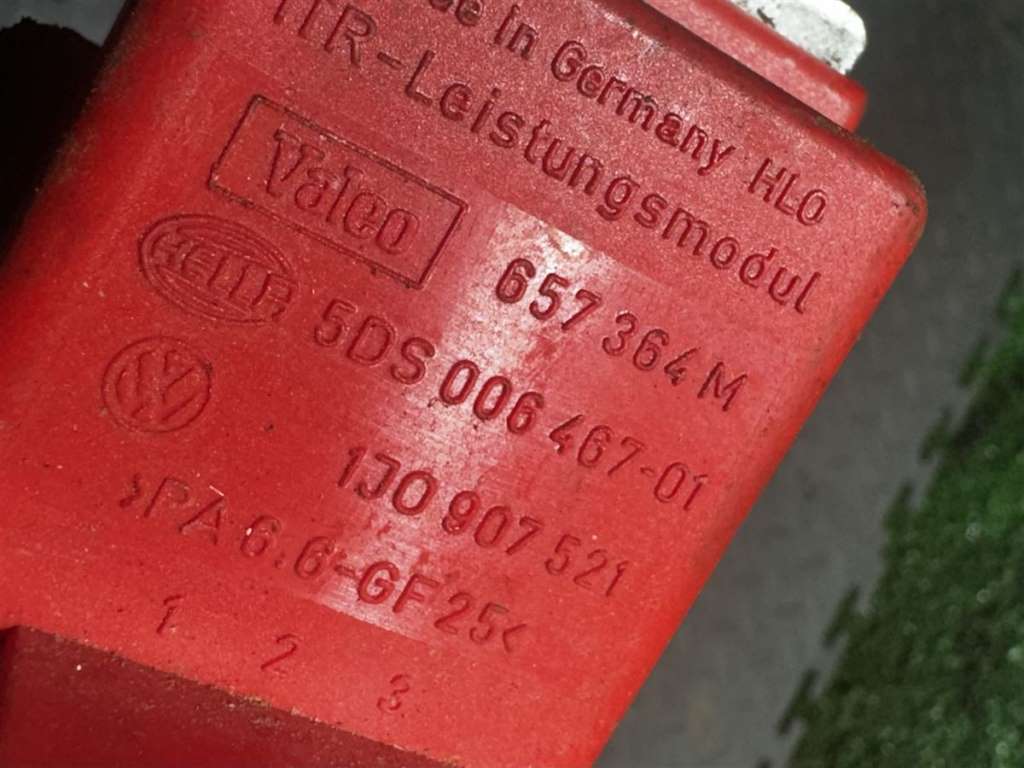 in Germany HLO
TTR-Leistungsmodul
Valeo
657 364 M
HELLA
5DS 006 467-01
1J0 907 521
>PA 6.6-GF 25<
1 2 3